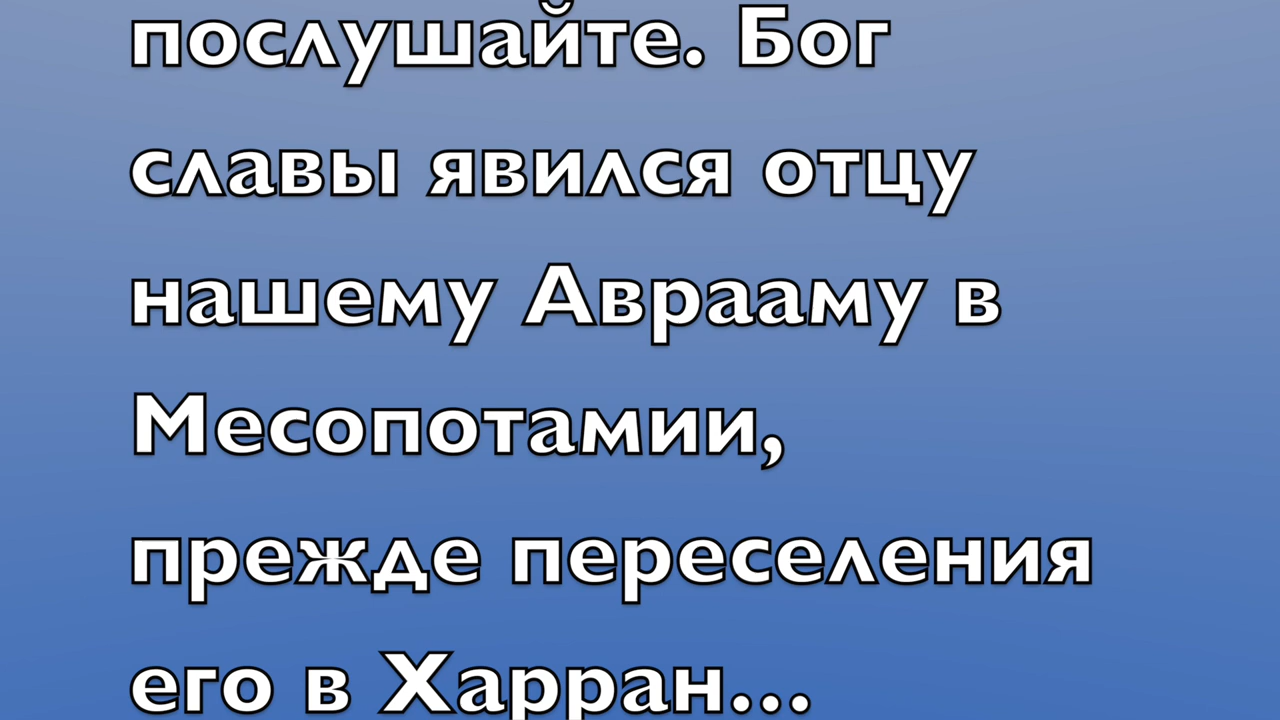 послушайте. Бог
славы явился отцу
нашему Аврааму в
Месопотамии,
прежде переселения
его в Харран...